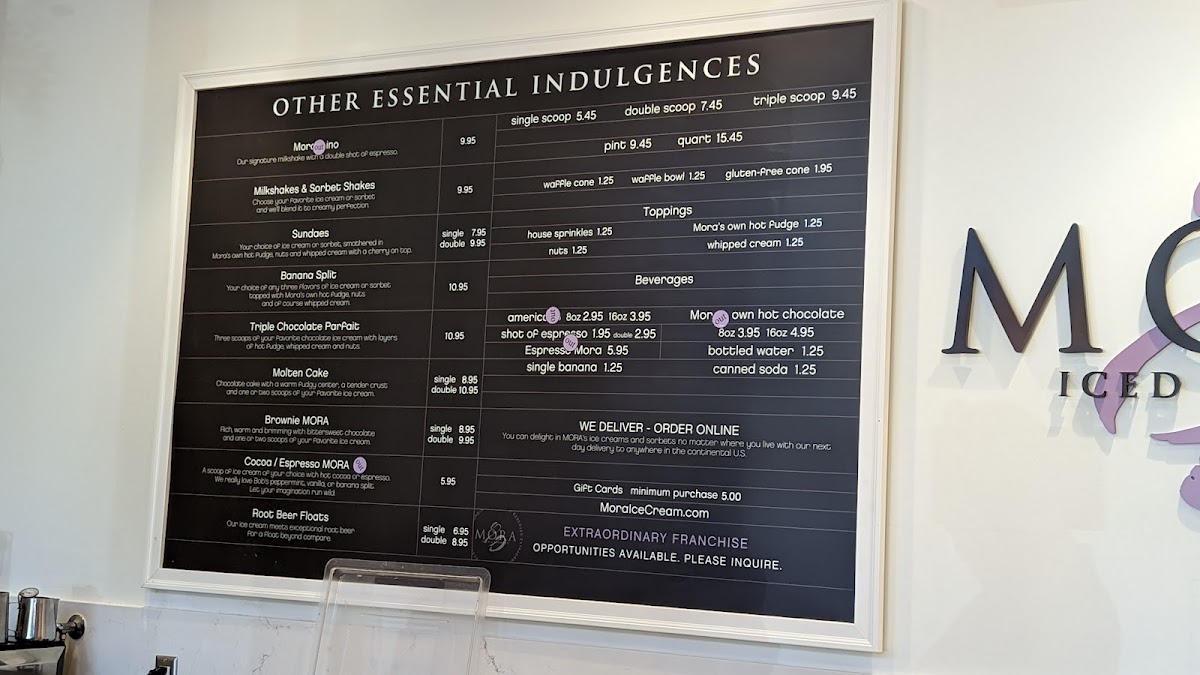 OTHER ESSENTIAL INDULGENCES
out
Our signature milkshake with a double shot of espresso.
9.95
Milkshakes & Sorbet Shakes
Choose your favorite ice cream or sorbet
and we'll blend it to creamy perfection.
9.95
Sundaes
Your choice of ice cream or sorbet, smothered in
Mora's own hot fudge, nuts and whipped cream with a cherry on top.
single 7.95
double 9.95
Banana Split
Your choice of any three flavors of ice cream or sorbet
topped with Mora's own hot fudge, nuts
and of course whipped cream.
10.95
Triple Chocolate Parfait
Three scoops of your favorite chocolate ice cream with layers
of hot fudge, whipped cream and nuts.
10.95
Molten Cake
Chocolate cake with a warm fudgy center, a tender crust
and one or two scoops of your favorite ice cream.
single 8.95
double 10.95
Brownie MORA
Rich, warm and brimming with bittersweet chocolate
and one or two scoops of your favorite ice cream.
single 8.95
double 9.95
Cocoa / Espresso MORA out
A scoop of ice cream of your choice with hot cocoa or espresso.
We really love Bob's peppermint, vanilla, or banana split.
Let your imagination run wild.
5.95
Root Beer Floats
Our ice cream meets exceptional root beer
for a float beyond compare.
single 6.95
double 8.95
single scoop 5.45 double scoop 7.45 triple scoop 9.45
pint 9.45 quart 15.45
waffle cone 1.25 waffle bowl 1.25 gluten-free cone 1.95
Toppings
house sprinkles 1.25 Mora's own hot fudge 1.25
nuts 1.25 whipped cream 1.25
Beverages
out 8oz 2.95 16oz 3.95
shot of espresso 1.95 double 2.95
out
Espresso Mora 5.95
single banana 1.25
out own hot chocolate
8oz 3.95 16oz 4.95
bottled water 1.25
canned soda 1.25
WE DELIVER - ORDER ONLINE
You can delight in MORA's ice creams and sorbets no matter where you live with our next
day delivery to anywhere in the continental U.S.
Gift Cards minimum purchase 5.00
MoraIceCream.com
MORA
EXTRAORDINARY FRANCHISE
OPPORTUNITIES AVAILABLE. PLEASE INQUIRE.
MO
ICED